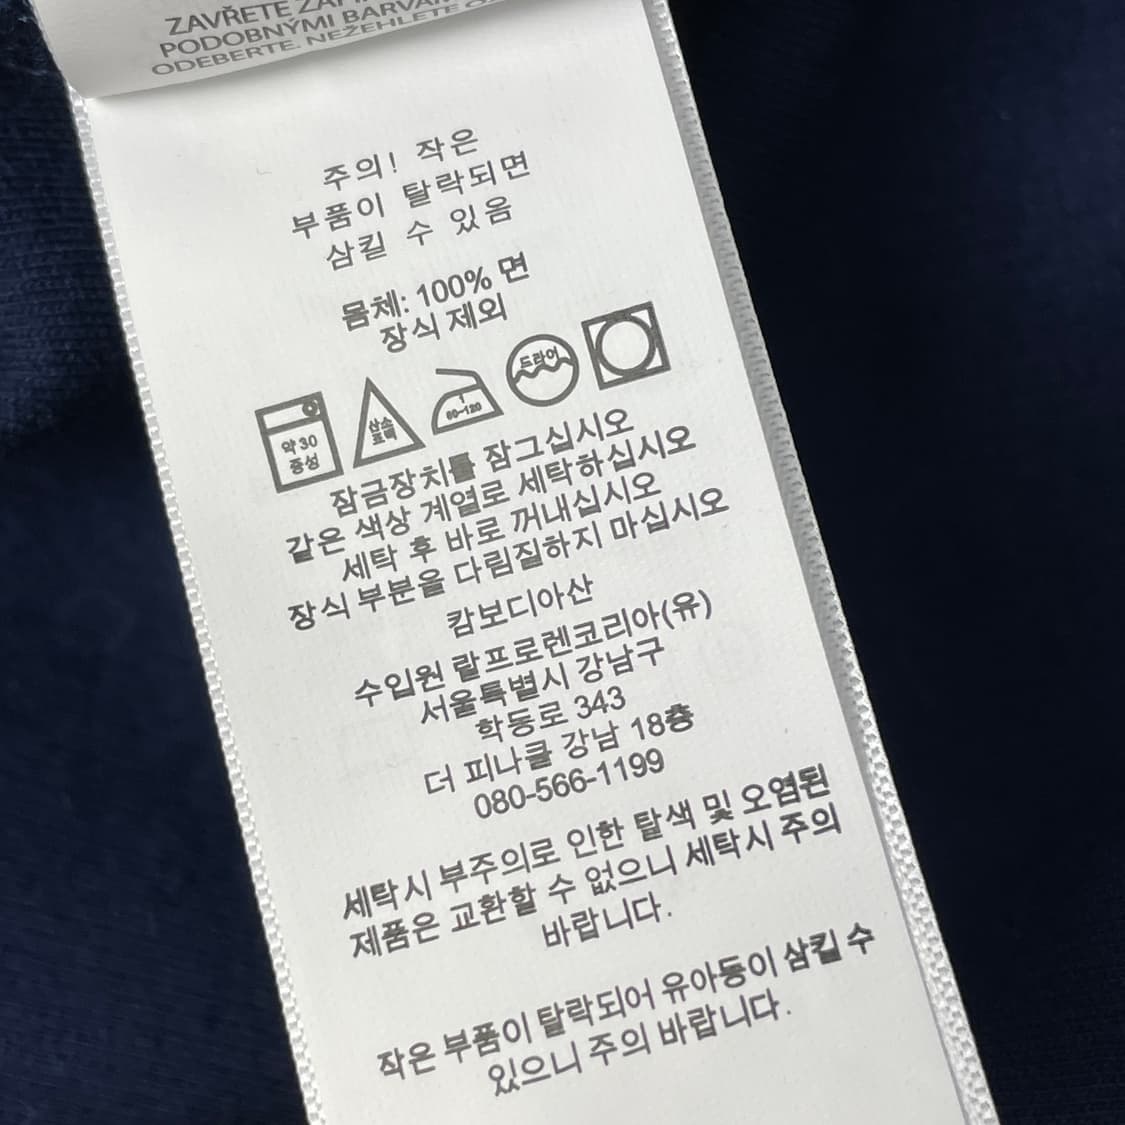 ZAVŘETE
PODOBNÝMI BARVAMI
ODEBERTE. NEŽEHLETE
주의! 작은
부품이 탈락되면
삼킬 수 있음
몸체: 100% 면
장식 제외
약 30
중성
산소
표백
1
80~120
드라이
잠금장치를 잠그십시오
같은 색상 계열로 세탁하십시오
세탁 후 바로 꺼내십시오
장식 부분을 다림질하지 마십시오
캄보디아산
수입원 랄프로렌코리아(유)
서울특별시 강남구
학동로 343
더 피나클 강남 18층
080-566-1199
세탁시 부주의로 인한 탈색 및 오염된
제품은 교환할 수 없으니 세탁시 주의
바랍니다.
작은 부품이 탈락되어 유아동이 삼킬 수
있으니 주의 바랍니다.